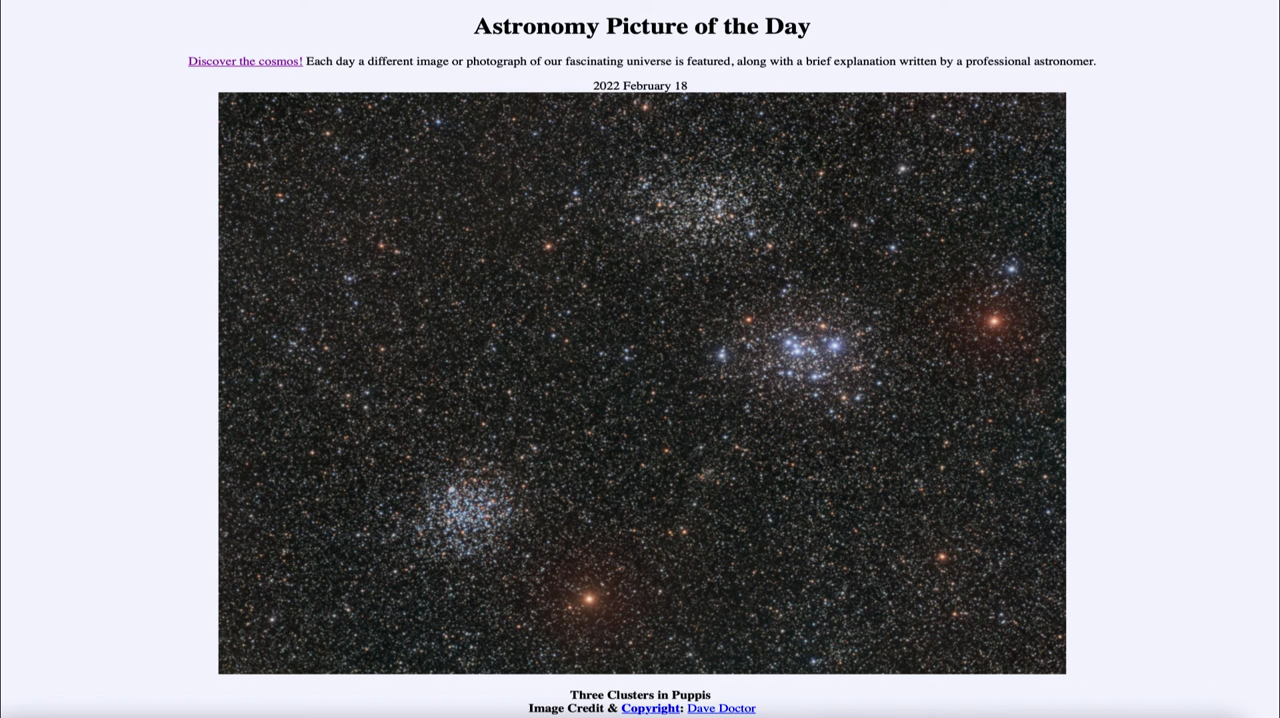 Astronomy Picture of the Day
Discover the cosmos! Each day a different image or photograph of our fascinating universe is featured, along with a brief explanation written by a professional astronomer.
2022 February 18
Three Clusters in Puppis
Image Credit & Copyright: Dave Doctor